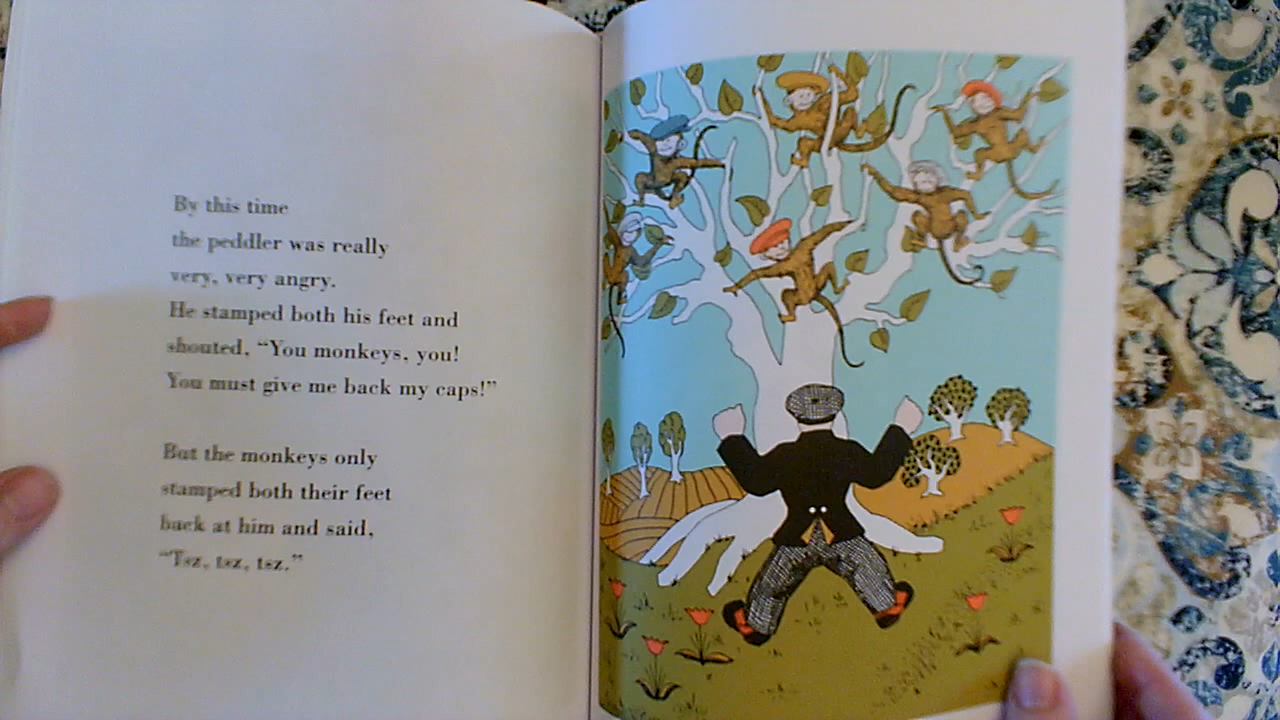 By this time
the peddler was really
very, very angry.
He stamped both his feet and
shouted, “You monkeys, you!
You must give me back my caps!”
But the monkeys only
stamped both their feet
back at him and said,
“Tsz, tsz, tsz.”